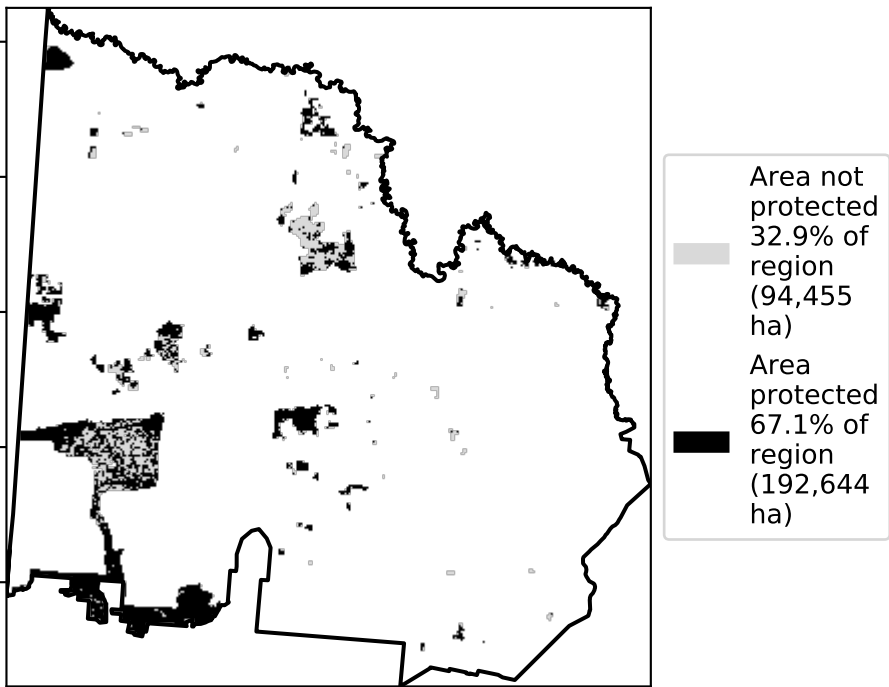 Area not
protected
32.9% of
region
(94,455
ha)
Area
protected
67.1% of
region
(192,644
ha)